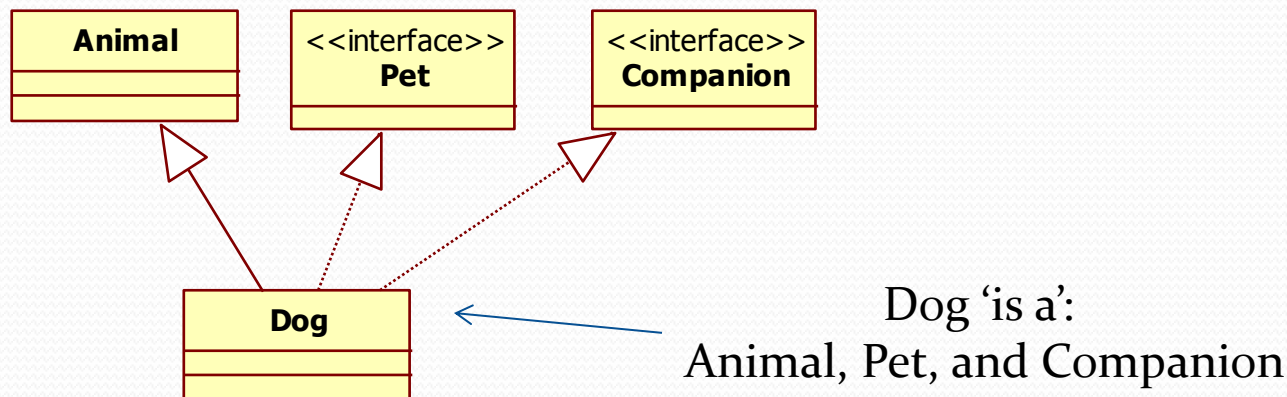 Animal
<<interface>>
Pet
<<interface>>
Companion
Dog
Dog ‘is a’:
Animal, Pet, and Companion